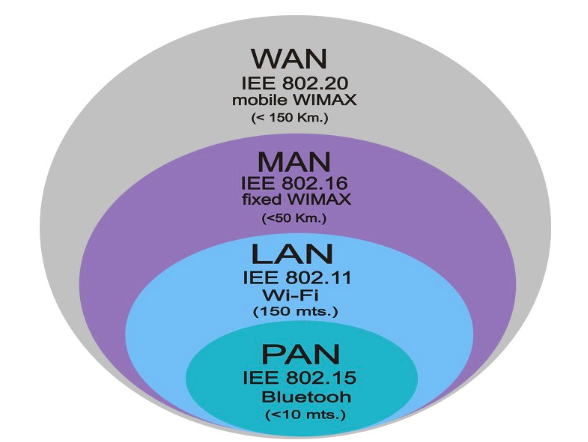 WAN
IEE 802.20
mobile WIMAX
(< 150 Km.)
MAN
IEE 802.16
fixed WIMAX
(<50 Km.)
LAN
IEE 802.11
Wi-Fi
(150 mts.)
PAN
IEE 802.15
Bluetooh
(<10 mts.)